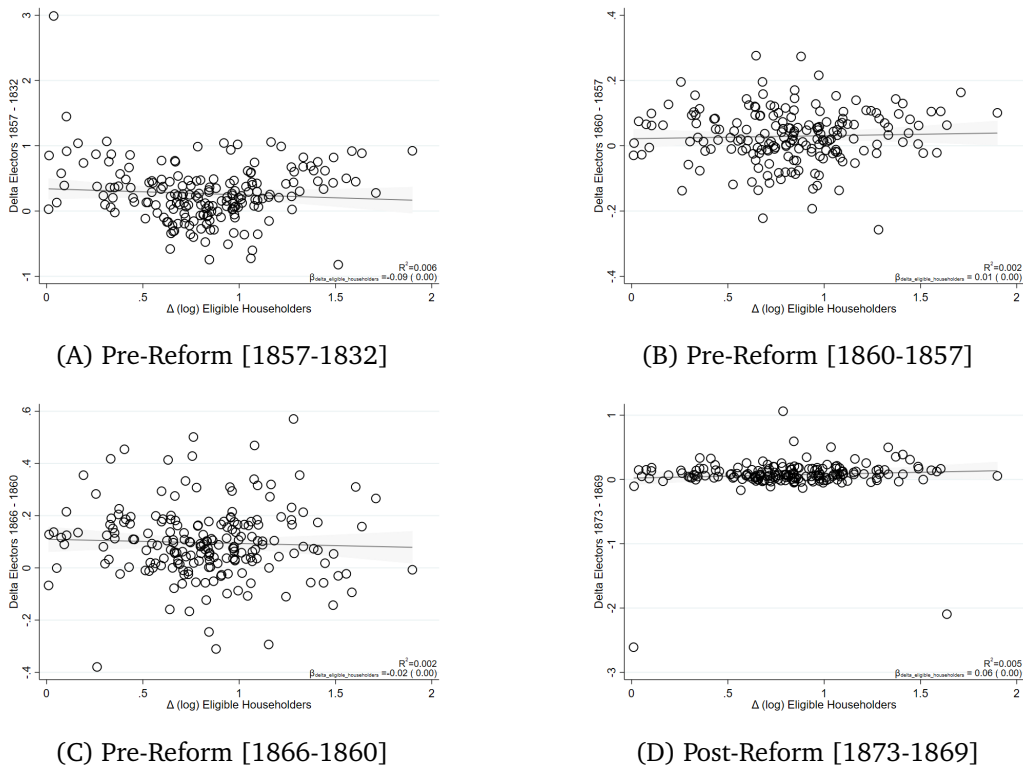 Delta Electors 1857 - 1832
3
2
1
0
-1
R²=0.006
βdelta_eligible_householders =-0.09 ( 0.00)
0 .5 1 1.5 2
Δ (log) Eligible Householders
(A) Pre-Reform [1857-1832]
Delta Electors 1860 - 1857
.4
.2
0
-.2
-.4
R²=0.002
βdelta_eligible_householders = 0.01 ( 0.00)
0 .5 1 1.5 2
Δ (log) Eligible Householders
(B) Pre-Reform [1860-1857]
Delta Electors 1866 - 1860
.6
.4
.2
0
-.2
-.4
R²=0.002
βdelta_eligible_householders =-0.02 ( 0.00)
0 .5 1 1.5 2
Δ (log) Eligible Householders
(C) Pre-Reform [1866-1860]
Delta Electors 1873 - 1869
1
0
-1
-2
-3
R²=0.005
βdelta_eligible_householders = 0.06 ( 0.00)
0 .5 1 1.5 2
Δ (log) Eligible Householders
(D) Post-Reform [1873-1869]